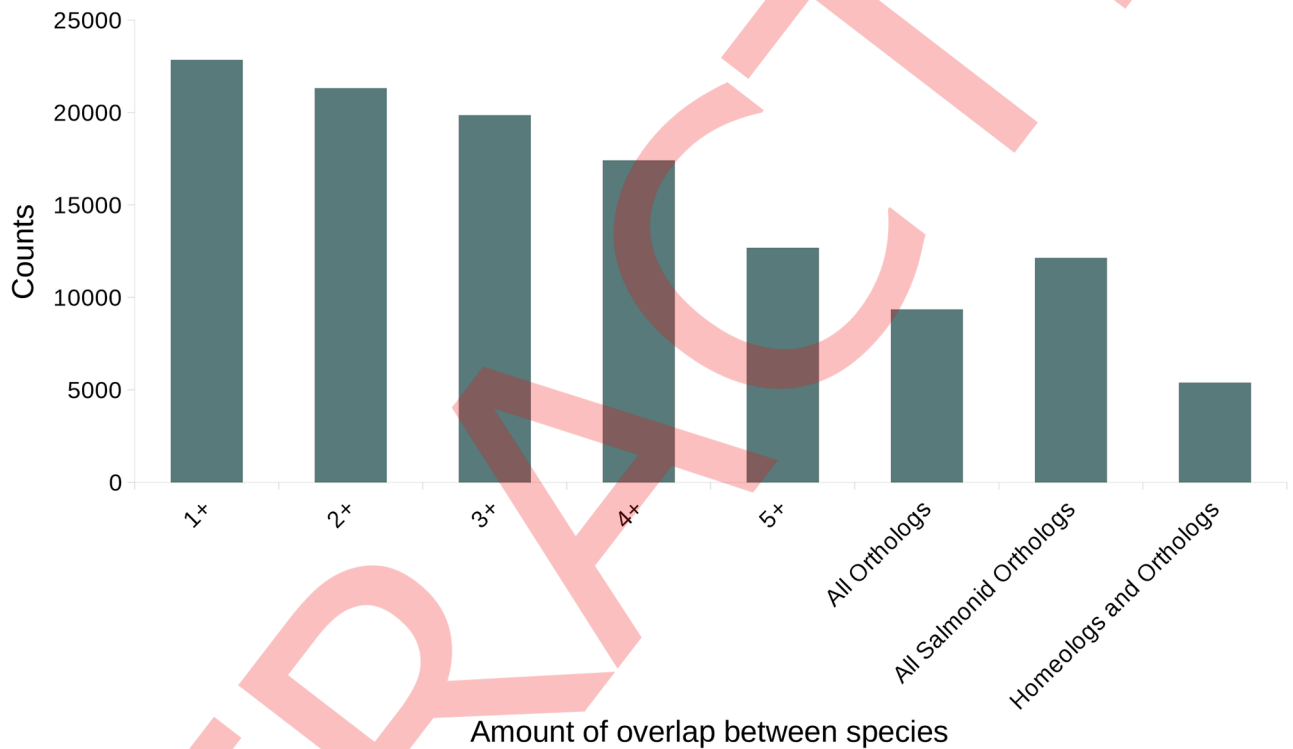 25000
20000
15000
10000
5000
0
Counts
1+
2+
3+
4+
5+
All Orthologs
All Salmonid Orthologs
Homeologs and Orthologs
Amount of overlap between species